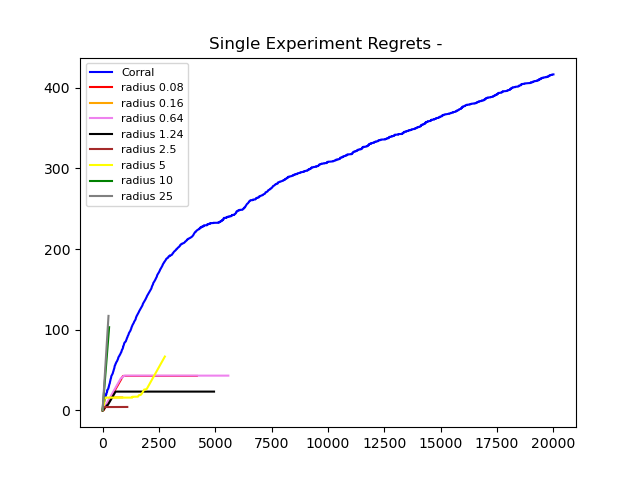 Single Experiment Regrets -
Corral
radius 0.08
radius 0.16
radius 0.64
radius 1.24
radius 2.5
radius 5
radius 10
radius 25
400
300
200
100
0
0 2500 5000 7500 10000 12500 15000 17500 20000